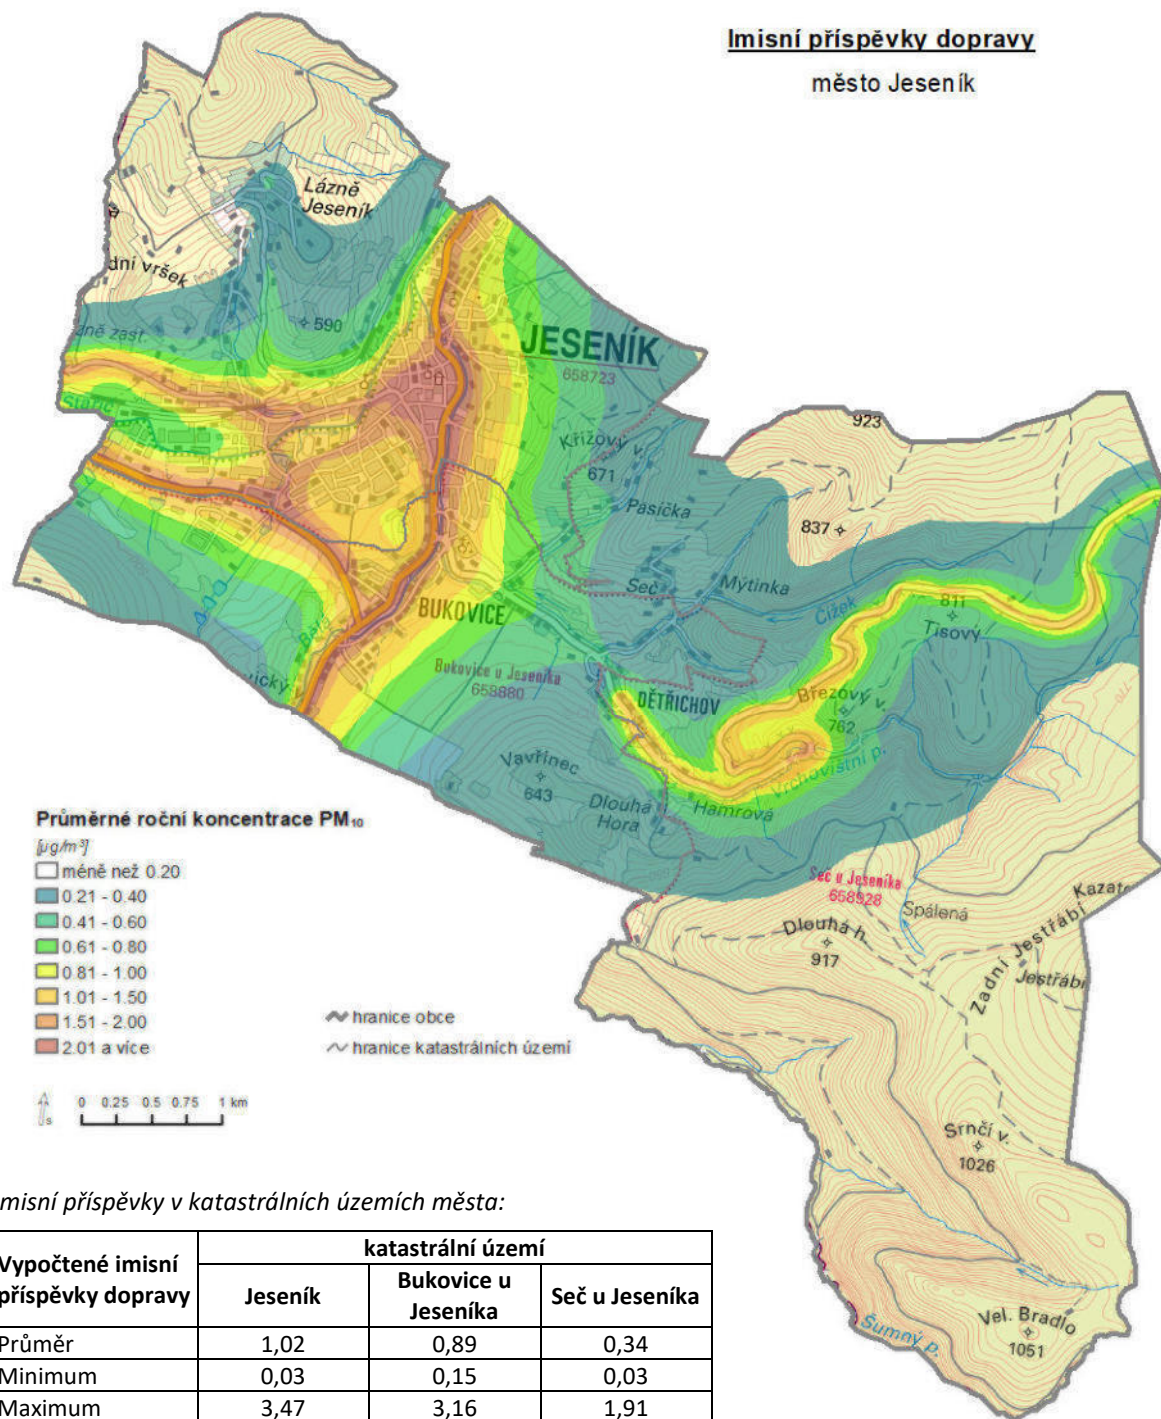 Imisní příspěvky dopravy
město Jeseník
Lázně
Jeseník
dní vršek
590
JESENÍK
658723
923
Křížový v.
671
Pasíčka
837
Seč
Mýtinka
Čížek
811
Tisový
BUKOVICE
Bukovice u Jeseníka
658880
DĚTŘICHOV
Březový v.
762
Vrchovištní p.
Vavřinec
643
Dlouhá
Hora
Hamrová
Seč u Jeseníka
658928
Spálená
Kazate
Dlouhá h.
917
Zadní Jestřábí
Jestřábí
Srnčí v.
1026
Vel. Bradlo
1051
Šumný p.
Průměrné roční koncentrace PM₁₀
[µg/m³]
méně než 0.20
0.21 - 0.40
0.41 - 0.60
0.61 - 0.80
0.81 - 1.00
1.01 - 1.50
1.51 - 2.00
2.01 a více
hranice obce
hranice katastrálních území
S
0 0.25 0.5 0.75 1 km
misní příspěvky v katastrálních územích města:
Vypočtené imisní příspěvky dopravy
katastrální území
Jeseník
Bukovice u Jeseníka
Seč u Jeseníka
Průměr 1,02 0,89 0,34
Minimum 0,03 0,15 0,03
Maximum 3,47 3,16 1,91